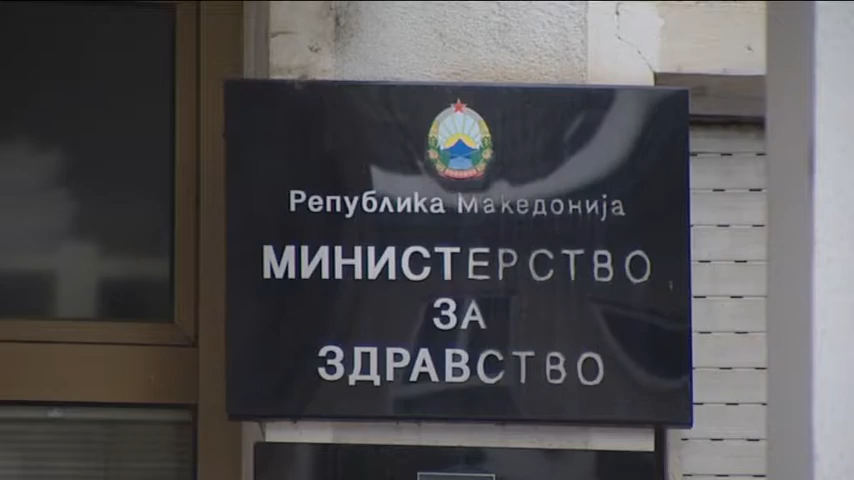 Република Македонија
МИНИСТЕРСТВО
ЗА
ЗДРАВСТВО